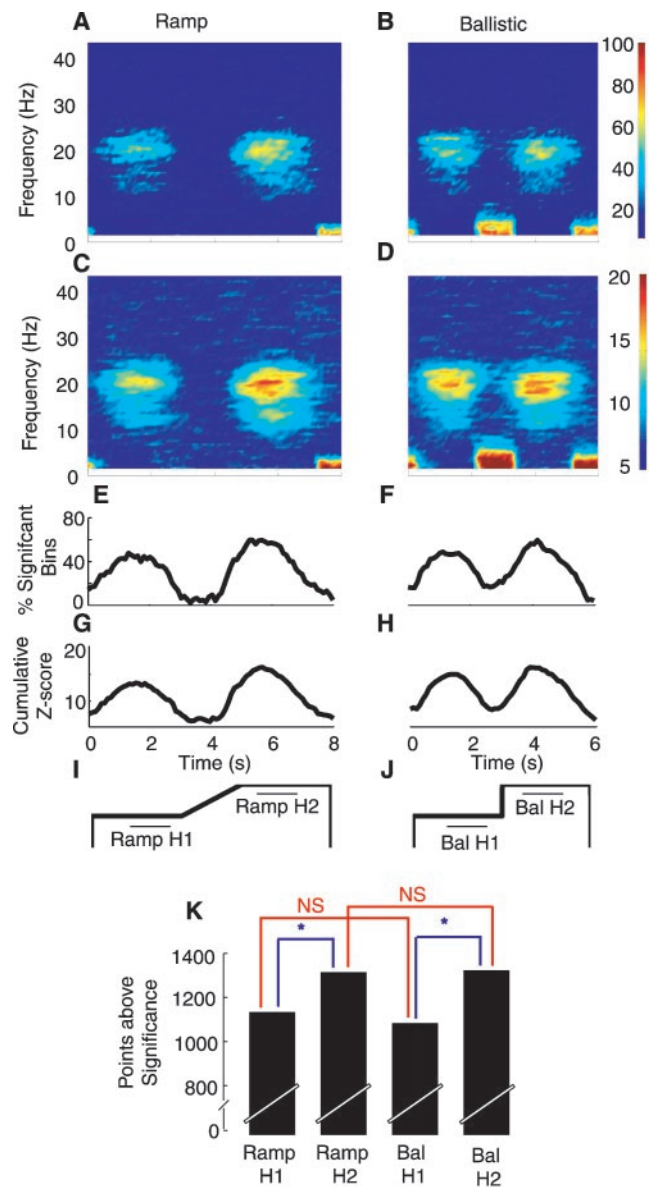 A Ramp
B Ballistic
Frequency (Hz)
40
30
20
10
0
100
80
60
40
20
C
D
Frequency (Hz)
40
30
20
10
0
20
15
10
5
E
F
% Signifcant
Bins
80
40
0
G
H
Cumulative
Z-score
20
10
0 2 4 6 8
Time (s)
0 2 4 6
Time (s)
I
J
Ramp H1
Ramp H2
Bal H1
Bal H2
K
NS
NS
*
*
Points above
Significance
1400
1200
1000
800
0
Ramp H1
Ramp H2
Bal H1
Bal H2